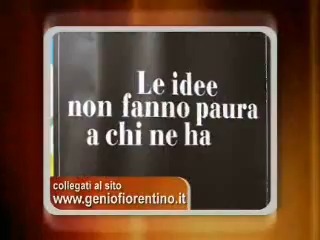 Le idee
non fanno paura
a chi ne ha
collegati al sito
www.geniofiorentino.it